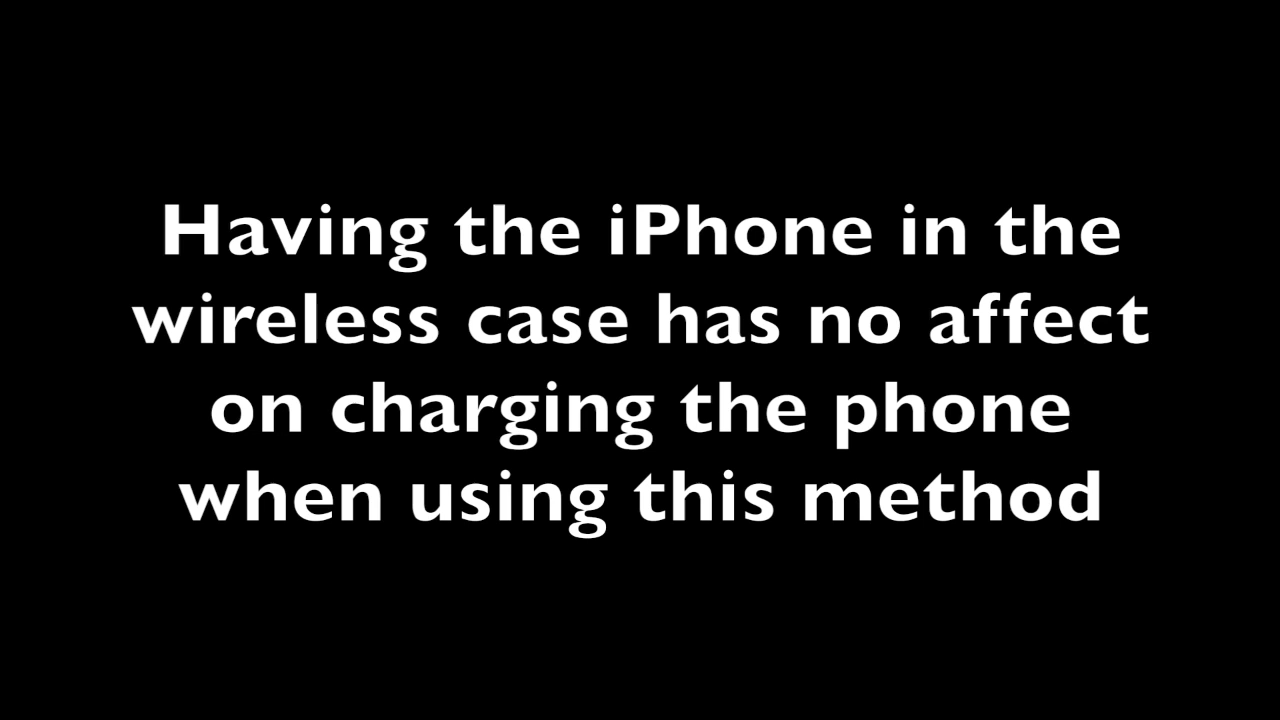 Having the iPhone in the
wireless case has no affect
on charging the phone
when using this method